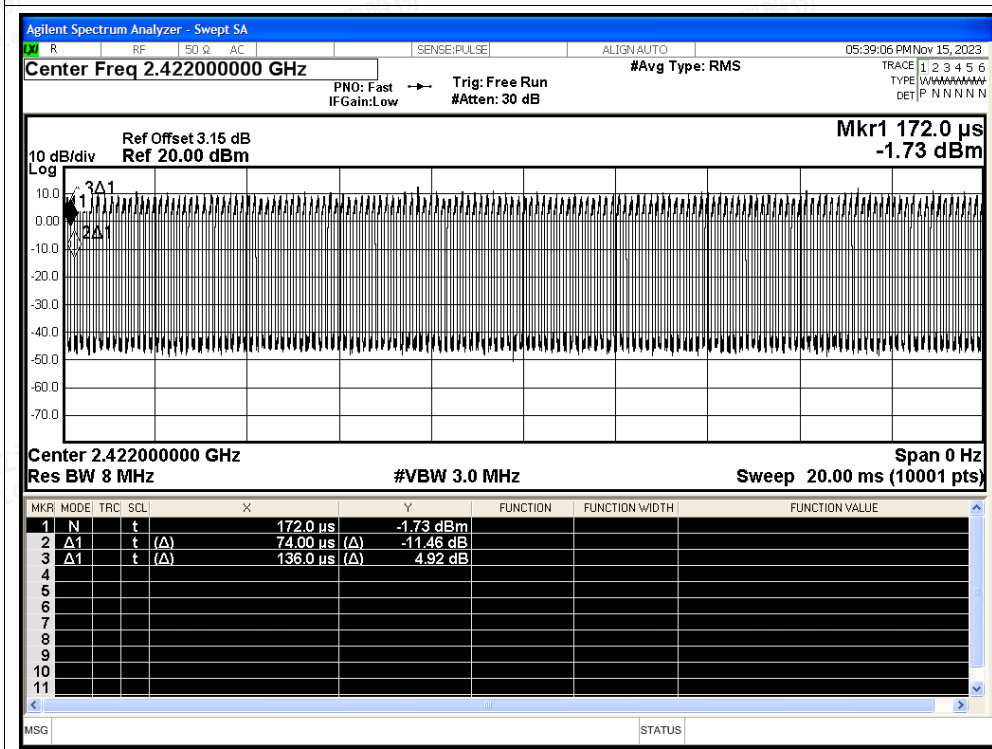 Agilent Spectrum Analyzer - Swept SA
LXI R RF 50 Ω AC SENSE:PULSE ALIGN AUTO 05:39:06 PM Nov 15, 2023
Center Freq 2.422000000 GHz
#Avg Type: RMS
TRACE 1 2 3 4 5 6
PNO: Fast Trig: Free Run
TYPE WWWWWW
IFGain:Low #Atten: 30 dB
DET P N N N N N
Mkr1 172.0 µs
Ref Offset 3.15 dB
10 dB/div Ref 20.00 dBm
-1.73 dBm
Log
10.0
3Δ1
1
0.00
2Δ1
-10.0
-20.0
-30.0
-40.0
-50.0
-60.0
-70.0
Center 2.422000000 GHz Span 0 Hz
Res BW 8 MHz #VBW 3.0 MHz Sweep 20.00 ms (10001 pts)
MKR MODE TRC SCL X Y FUNCTION FUNCTION WIDTH FUNCTION VALUE
1 N t 172.0 µs -1.73 dBm
2 Δ1 t (Δ) 74.00 µs (Δ) -11.46 dB
3 Δ1 t (Δ) 136.0 µs (Δ) 4.92 dB
4
5
6
7
8
9
10
11
MSG STATUS